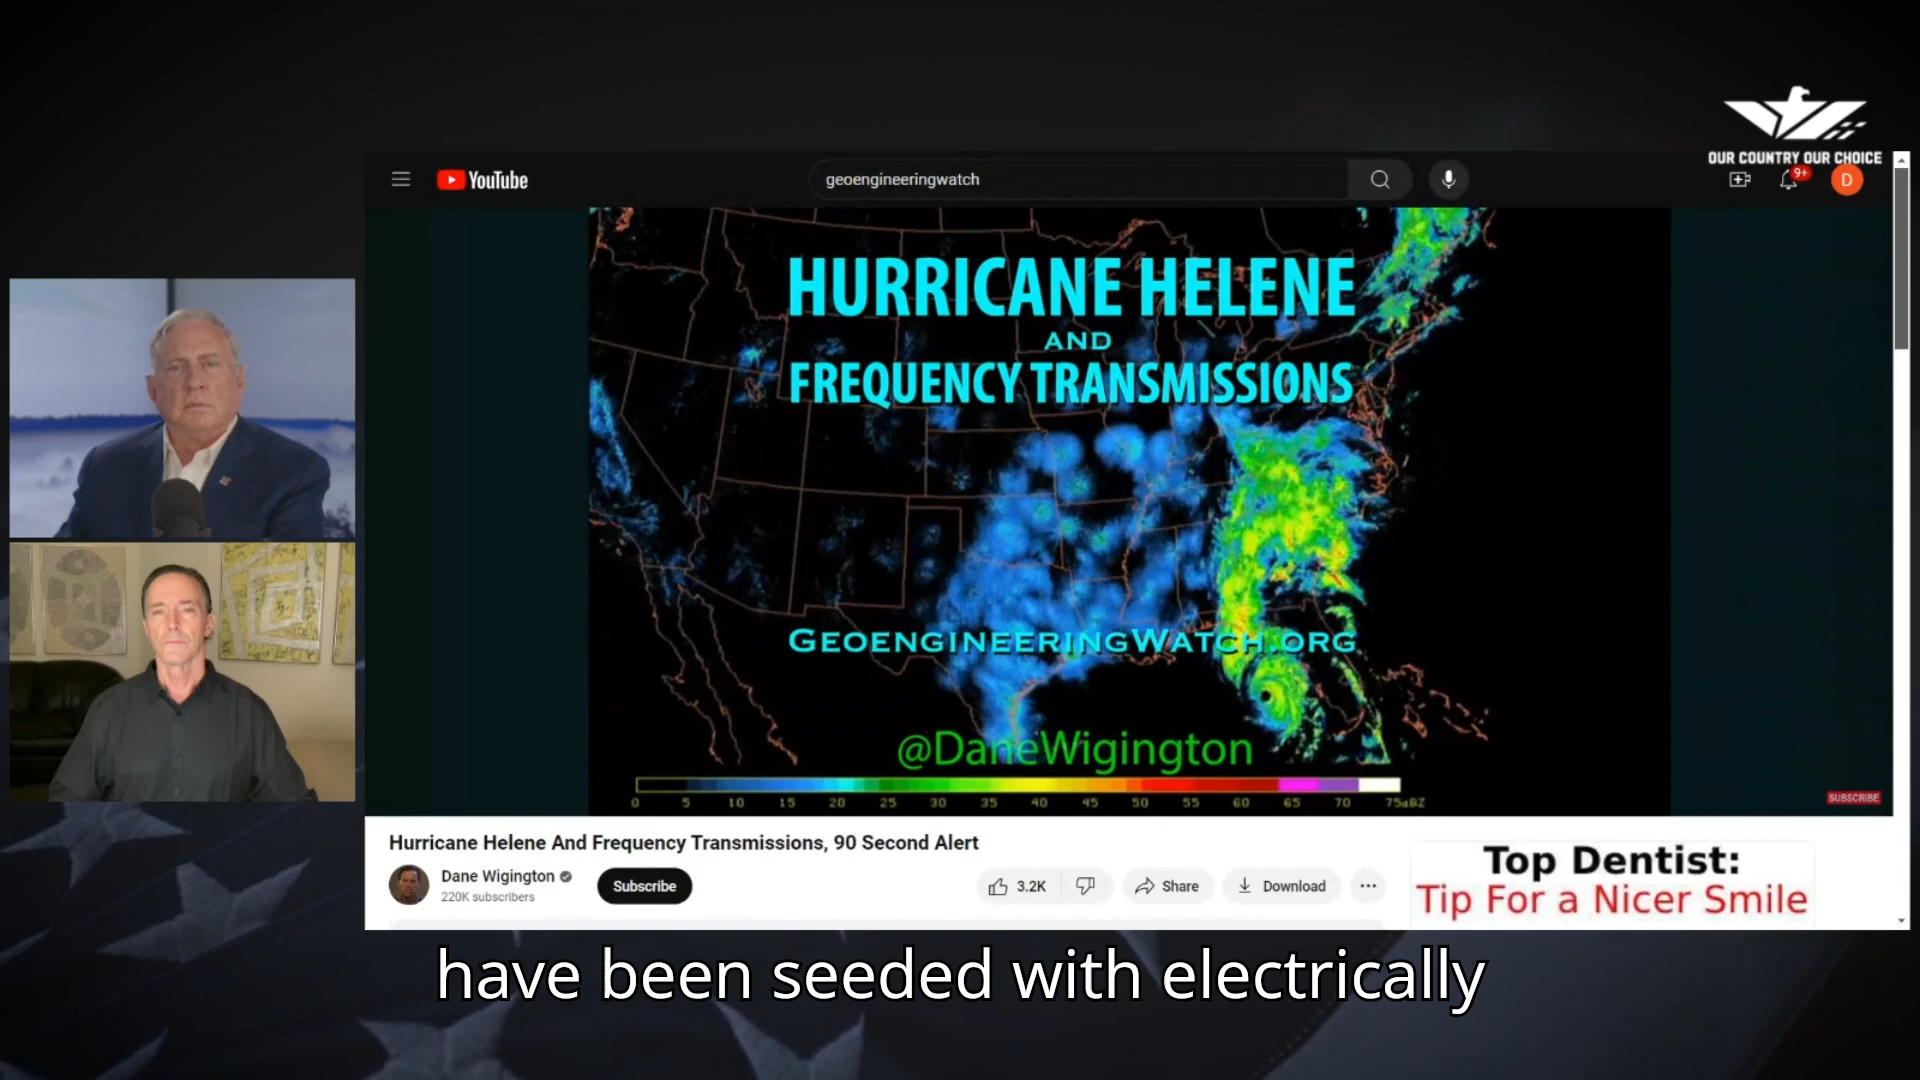 OUR COUNTRY OUR CHOICE
YouTube
geoengineeringwatch
9+
D
HURRICANE HELENE
AND
FREQUENCY TRANSMISSIONS
GEOENGINEERINGWATCH.ORG
@DaneWigington
0 5 10 15 20 25 30 35 40 45 50 55 60 65 70 75dBZ
SUBSCRIBE
Hurricane Helene And Frequency Transmissions, 90 Second Alert
Dane Wigington
220K subscribers
Subscribe
3.2K
Share
Download
Top Dentist:
Tip For a Nicer Smile
have been seeded with electrically